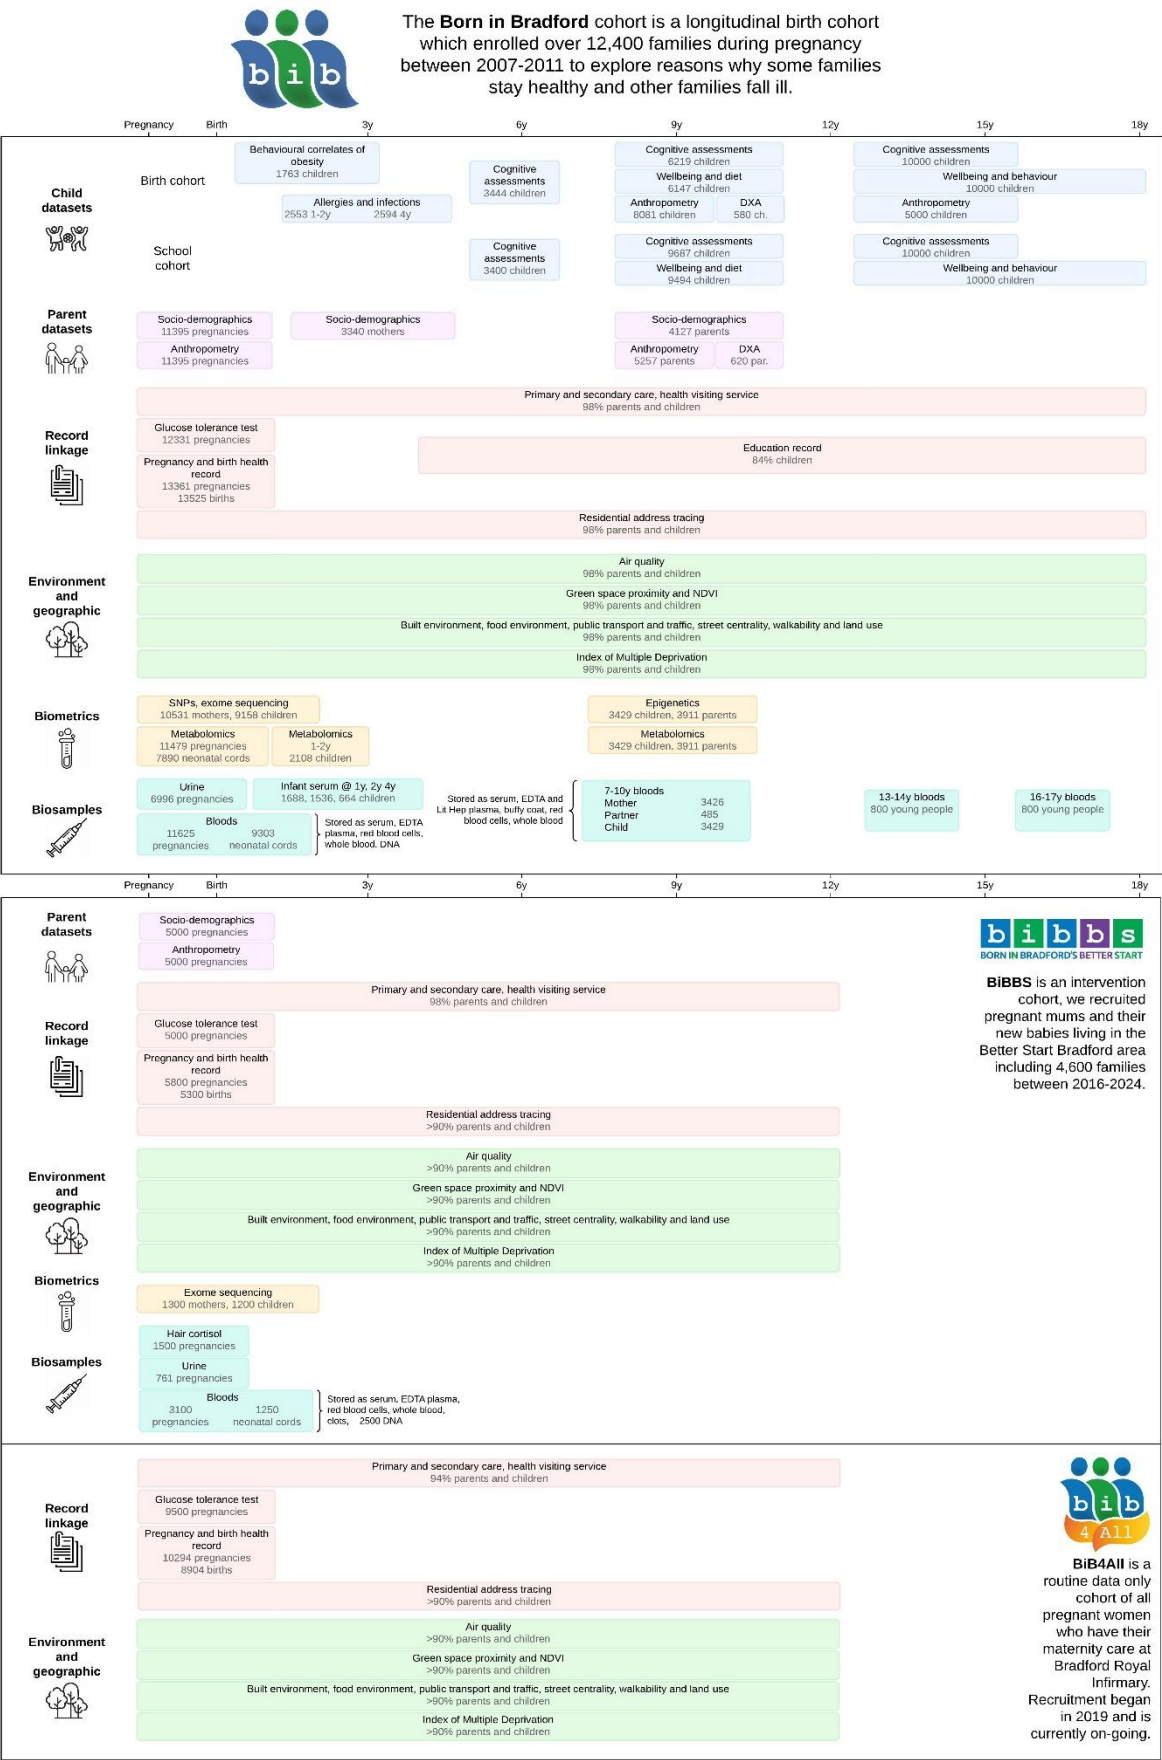 bib
The Born in Bradford cohort is a longitudinal birth cohort
which enrolled over 12,400 families during pregnancy
between 2007-2011 to explore reasons why some families
stay healthy and other families fall ill.
Pregnancy Birth 3y 6y 9y 12y 15y 18y
Child
datasets
Birth cohort
Behavioural correlates of
obesity
1763 children
Allergies and infections
2553 1-2y 2594 4y
Cognitive
assessments
3444 children
Cognitive assessments
6219 children
Wellbeing and diet
6147 children
Anthropometry
8081 children
DXA
580 ch.
Cognitive assessments
10000 children
Wellbeing and behaviour
10000 children
Anthropometry
5000 children
School
cohort
Cognitive
assessments
3400 children
Cognitive assessments
9687 children
Wellbeing and diet
9494 children
Cognitive assessments
10000 children
Wellbeing and behaviour
10000 children
Parent
datasets
Socio-demographics
11395 pregnancies
Anthropometry
11395 pregnancies
Socio-demographics
3340 mothers
Socio-demographics
4127 parents
Anthropometry
5257 parents
DXA
620 par.
Record
linkage
Primary and secondary care, health visiting service
98% parents and children
Glucose tolerance test
12331 pregnancies
Pregnancy and birth health
record
13361 pregnancies
13525 births
Education record
84% children
Residential address tracing
98% parents and children
Environment
and
geographic
Air quality
98% parents and children
Green space proximity and NDVI
98% parents and children
Built environment, food environment, public transport and traffic, street centrality, walkability and land use
98% parents and children
Index of Multiple Deprivation
98% parents and children
Biometrics
SNPs, exome sequencing
10531 mothers, 9158 children
Metabolomics
11479 pregnancies
7890 neonatal cords
Metabolomics
1-2y
2108 children
Epigenetics
3429 children, 3911 parents
Metabolomics
3429 children, 3911 parents
Biosamples
Urine
6996 pregnancies
Infant serum @ 1y, 2y 4y
1688, 1536, 664 children
Bloods
11625 9303
pregnancies neonatal cords
Stored as serum, EDTA
plasma, red blood cells,
whole blood. DNA
Stored as serum, EDTA and
Lit Hep plasma, buffy coat, red
blood cells, whole blood
7-10y bloods
Mother 3426
Partner 485
Child 3429
13-14y bloods
800 young people
16-17y bloods
800 young people
Pregnancy Birth 3y 6y 9y 12y 15y 18y
bibbs
BORN IN BRADFORD'S BETTER START
BiBBS is an intervention
cohort, we recruited
pregnant mums and their
new babies living in the
Better Start Bradford area
including 4,600 families
between 2016-2024.
Parent
datasets
Socio-demographics
5000 pregnancies
Anthropometry
5000 pregnancies
Record
linkage
Primary and secondary care, health visiting service
98% parents and children
Glucose tolerance test
5000 pregnancies
Pregnancy and birth health
record
5800 pregnancies
5300 births
Residential address tracing
>90% parents and children
Environment
and
geographic
Air quality
>90% parents and children
Green space proximity and NDVI
>90% parents and children
Built environment, food environment, public transport and traffic, street centrality, walkability and land use
>90% parents and children
Index of Multiple Deprivation
>90% parents and children
Biometrics
Exome sequencing
1300 mothers, 1200 children
Biosamples
Hair cortisol
1500 pregnancies
Urine
761 pregnancies
Bloods
3100 1250
pregnancies neonatal cords
Stored as serum, EDTA plasma,
red blood cells, whole blood,
clots, 2500 DNA
Record
linkage
Primary and secondary care, health visiting service
94% parents and children
Glucose tolerance test
9500 pregnancies
Pregnancy and birth health
record
10294 pregnancies
8904 births
Residential address tracing
>90% parents and children
Environment
and
geographic
Air quality
>90% parents and children
Green space proximity and NDVI
>90% parents and children
Built environment, food environment, public transport and traffic, street centrality, walkability and land use
>90% parents and children
Index of Multiple Deprivation
>90% parents and children
bib
4 All
BiB4All is a
routine data only
cohort of all
pregnant women
who have their
maternity care at
Bradford Royal
Infirmary.
Recruitment began
in 2019 and is
currently on-going.